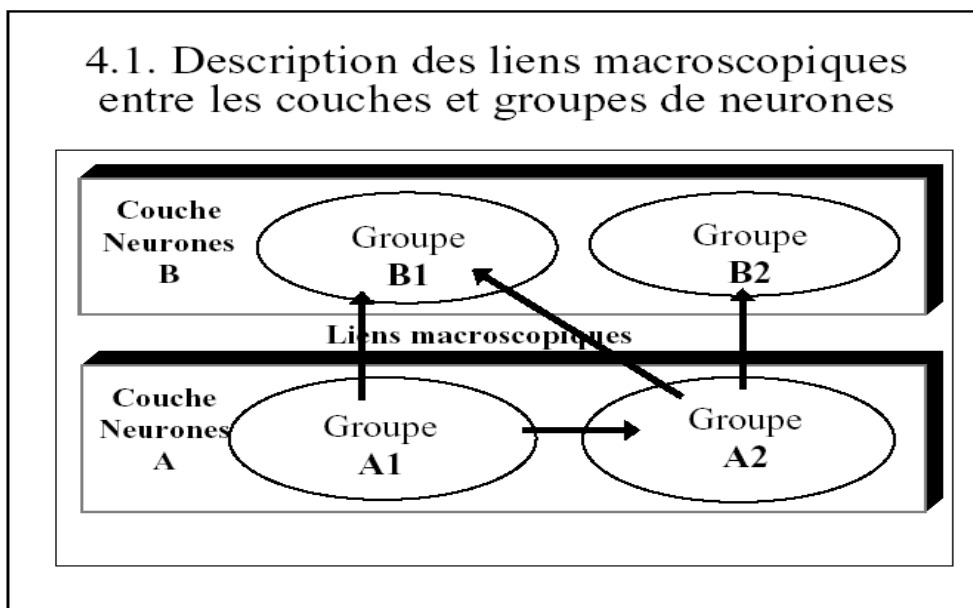 4.1. Description des liens macroscopiques
entre les couches et groupes de neurones
Couche
Neurones
B
Groupe
B1
Groupe
B2
Liens macroscopiques
Couche
Neurones
A
Groupe
A1
Groupe
A2